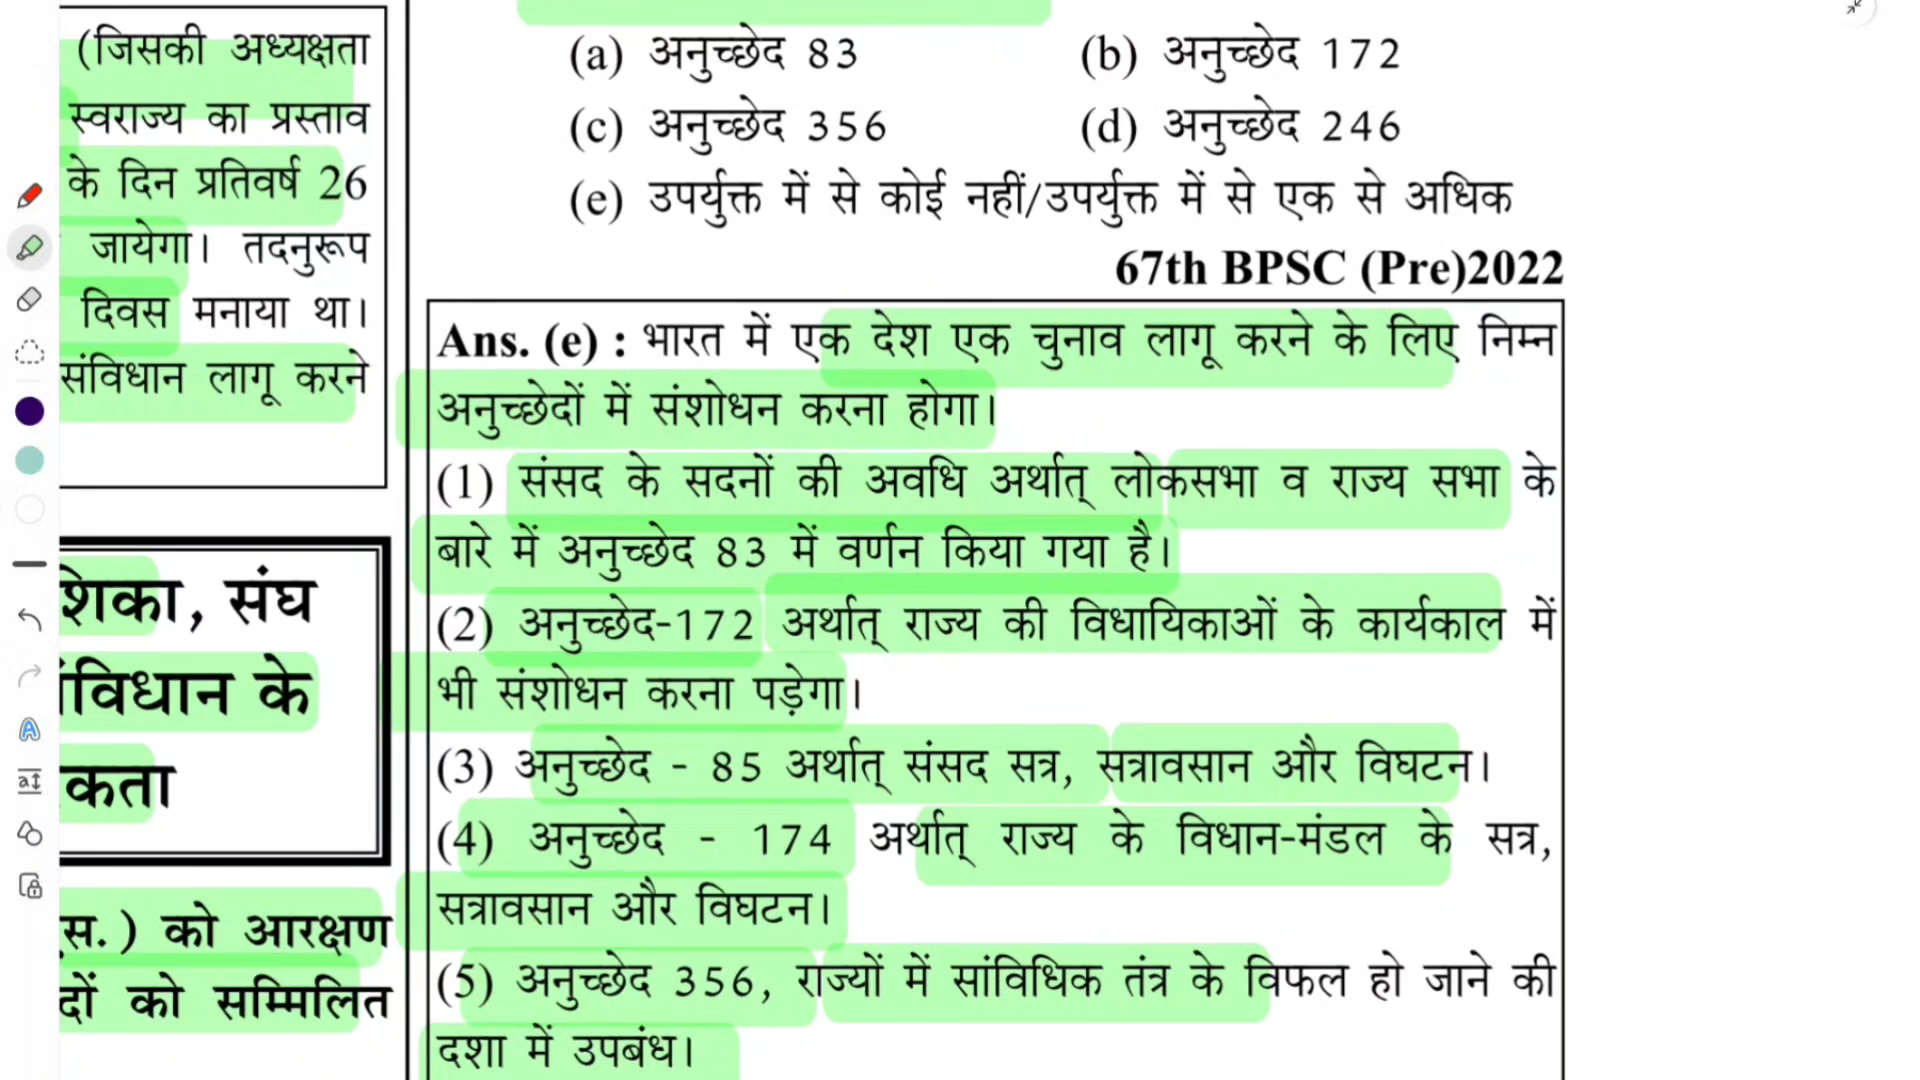 (जिसकी अध्यक्षता
स्वराज्य का प्रस्ताव
के दिन प्रतिवर्ष 26
जायेगा। तदनुरूप
दिवस मनाया था।
संविधान लागू करने
शिका, संघ
विधान के
कता
स.) को आरक्षण
दों को सम्मिलित
(a) अनुच्छेद 83 (b) अनुच्छेद 172
(c) अनुच्छेद 356 (d) अनुच्छेद 246
(e) उपर्युक्त में से कोई नहीं/उपर्युक्त में से एक से अधिक
67th BPSC (Pre)2022
Ans. (e) : भारत में एक देश एक चुनाव लागू करने के लिए निम्न
अनुच्छेदों में संशोधन करना होगा।
(1) संसद के सदनों की अवधि अर्थात् लोकसभा व राज्य सभा के
बारे में अनुच्छेद 83 में वर्णन किया गया है।
(2) अनुच्छेद-172 अर्थात् राज्य की विधायिकाओं के कार्यकाल में
भी संशोधन करना पड़ेगा।
(3) अनुच्छेद - 85 अर्थात् संसद सत्र, सत्रावसान और विघटन।
(4) अनुच्छेद - 174 अर्थात् राज्य के विधान-मंडल के सत्र,
सत्रावसान और विघटन।
(5) अनुच्छेद 356, राज्यों में सांविधिक तंत्र के विफल हो जाने की
दशा में उपबंध।